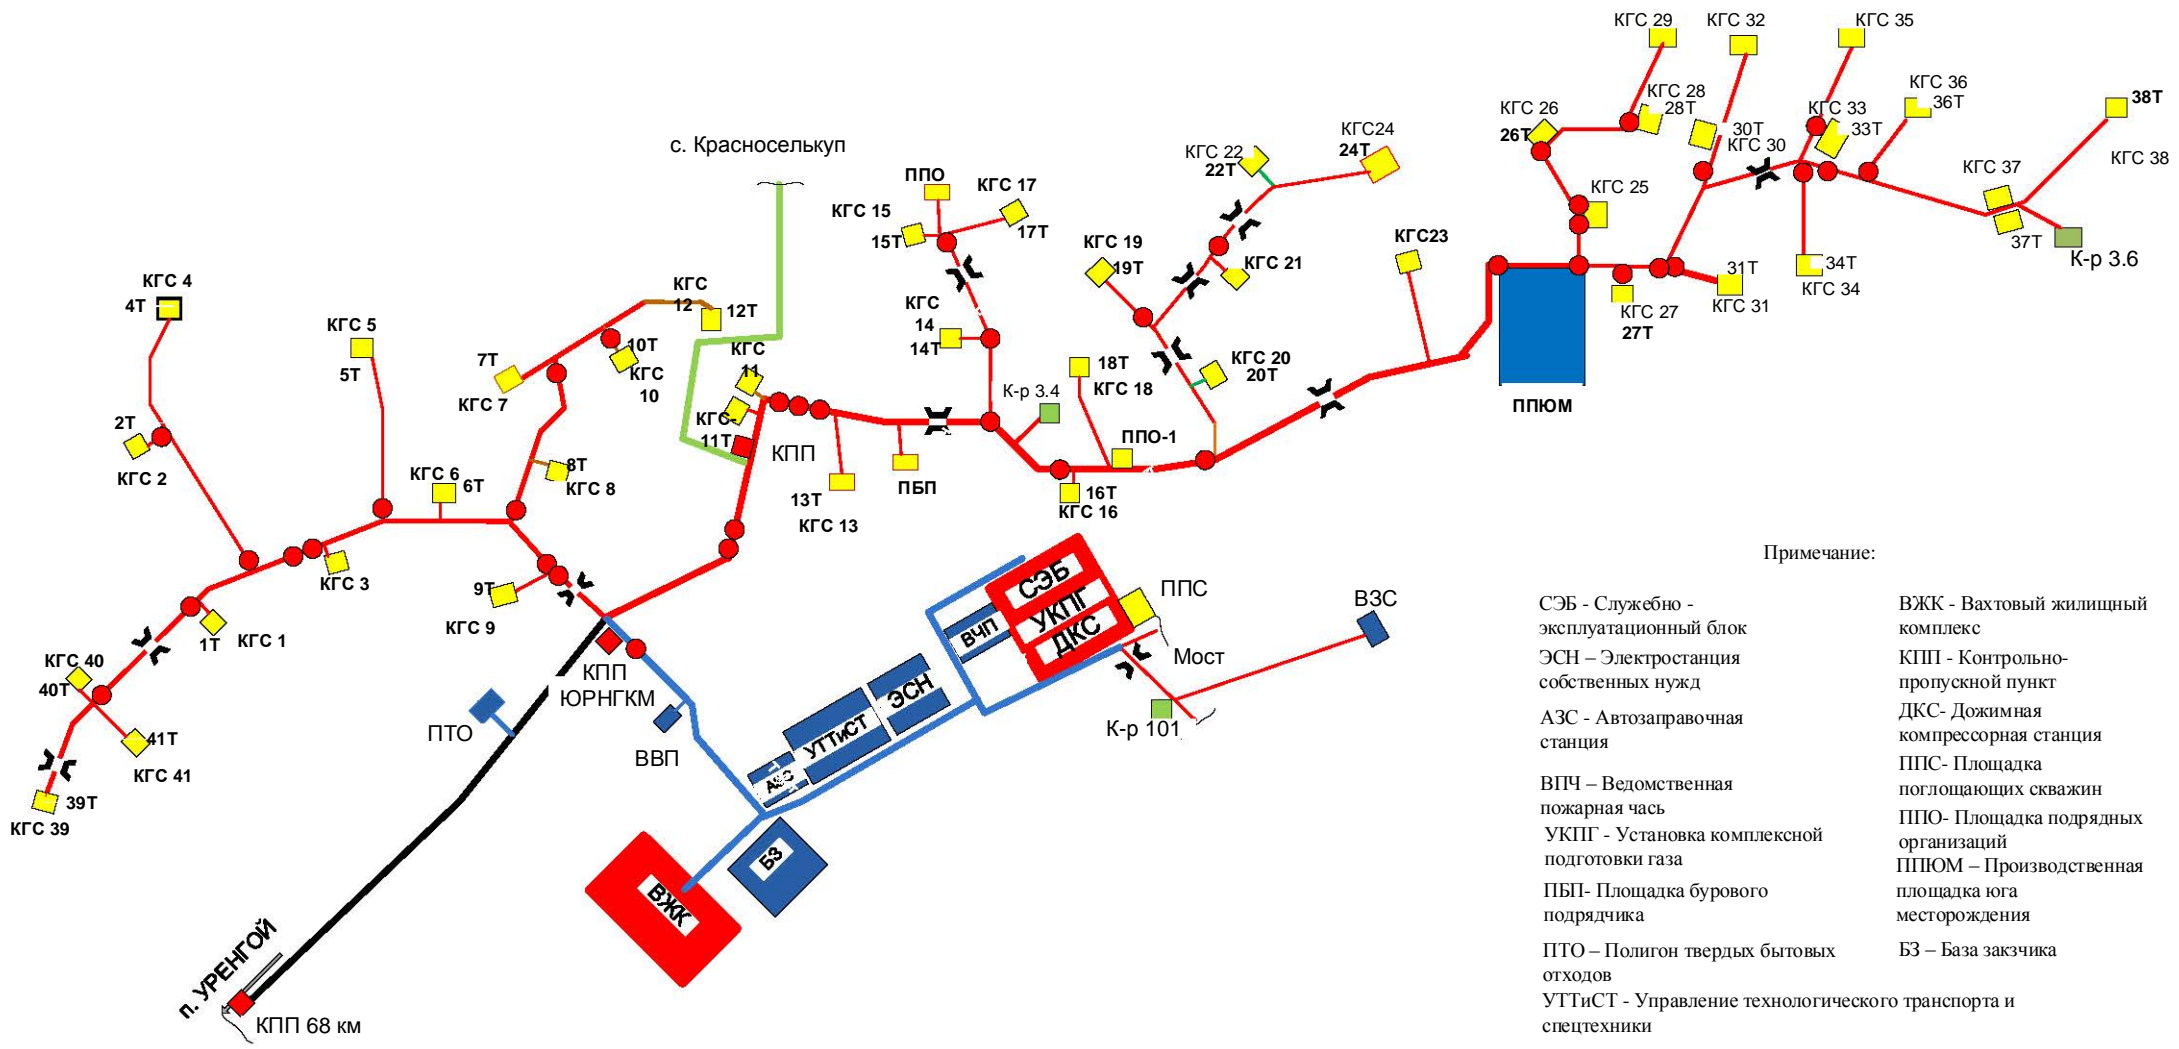 КГС 29
КГС 32
КГС 35
КГС 28
28Т
КГС 26
26Т
30Т
КГС 30
КГС 33
33Т
КГС 36
36Т
38Т
КГС 38
КГС 37
37Т
К-р 3.6
КГС 25
31Т
КГС 31
34Т
КГС 34
КГС 27
27Т
ППЮМ
КГС24
24Т
КГС 22
22Т
КГС23
КГС 21
КГС 19
19Т
КГС 20
20Т
с. Красноселькуп
ППО
КГС 17
17Т
КГС 15
15Т
КГС
14
14Т
К-р 3.4
18Т
КГС 18
ППО-1
16Т
КГС 16
КГС 4
4Т
КГС 5
5Т
КГС
12
12Т
7Т
КГС 7
10Т
КГС
10
КГС
11
КГС-
11Т
КПП
13Т
КГС 13
ПБП
2Т
КГС 2
КГС 6
6Т
8Т
КГС 8
КГС 3
9Т
КГС 9
1Т
КГС 1
КГС 40
40Т
41Т
КГС 41
39Т
КГС 39
КПП
ЮРНГКМ
ПТО
ВВП
СЭБ
УКПГ
ДКС
ВЧП
ЭСН
УТТиСТ
АЗС
ППС
Мост
ВЗС
К-р 101
БЗ
ВЖК
п. УРЕНГОЙ
КПП 68 км
Примечание:
СЭБ - Служебно -
эксплуатационный блок
ЭСН – Электростанция
собственных нужд
АЗС - Автозаправочная
станция
ВПЧ – Ведомственная
пожарная чась
УКПГ - Установка комплексной
подготовки газа
ПБП- Площадка бурового
подрядчика
ПТО – Полигон твердых бытовых
отходов
УТТиСТ - Управление технологического транспорта и
спецтехники
ВЖК - Вахтовый жилищный
комплекс
КПП - Контрольно-
пропускной пункт
ДКС- Дожимная
компрессорная станция
ППС- Площадка
поглощающих скважин
ППО- Площадка подрядных
организаций
ППЮМ – Производственная
площадка юга
месторождения
БЗ – База закзчика